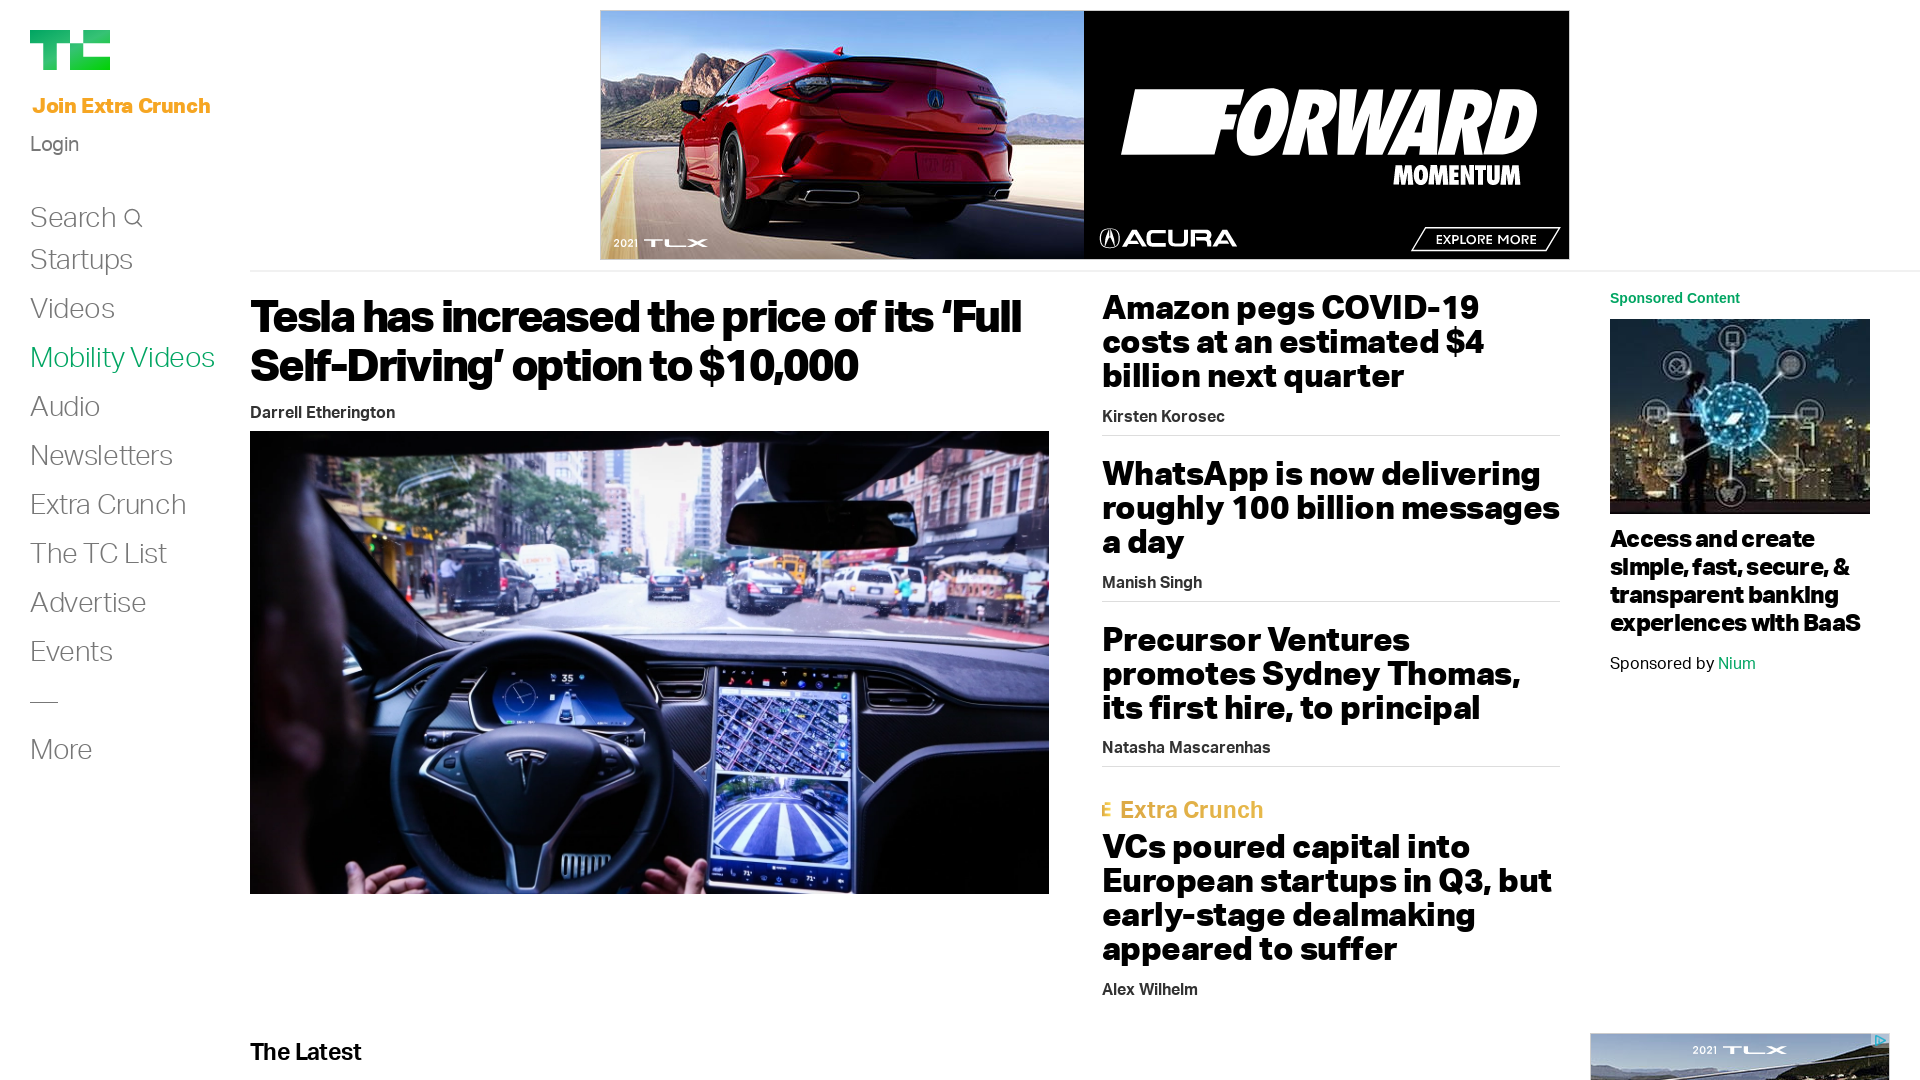 TC
Join Extra Crunch
Login
Search
Startups
Videos
Mobility Videos
Audio
Newsletters
Extra Crunch
The TC List
Advertise
Events
More
2021 TLX
FORWARD
MOMENTUM
ACURA
EXPLORE MORE
Tesla has increased the price of its ‘Full
Self-Driving’ option to $10,000
Darrell Etherington
35
Amazon pegs COVID-19
costs at an estimated $4
billion next quarter
Kirsten Korosec
WhatsApp is now delivering
roughly 100 billion messages
a day
Manish Singh
Precursor Ventures
promotes Sydney Thomas,
its first hire, to principal
Natasha Mascarenhas
Extra Crunch
VCs poured capital into
European startups in Q3, but
early-stage dealmaking
appeared to suffer
Alex Wilhelm
Sponsored Content
Access and create
simple, fast, secure, &
transparent banking
experiences with BaaS
Sponsored by Nium
The Latest
2021 TLX